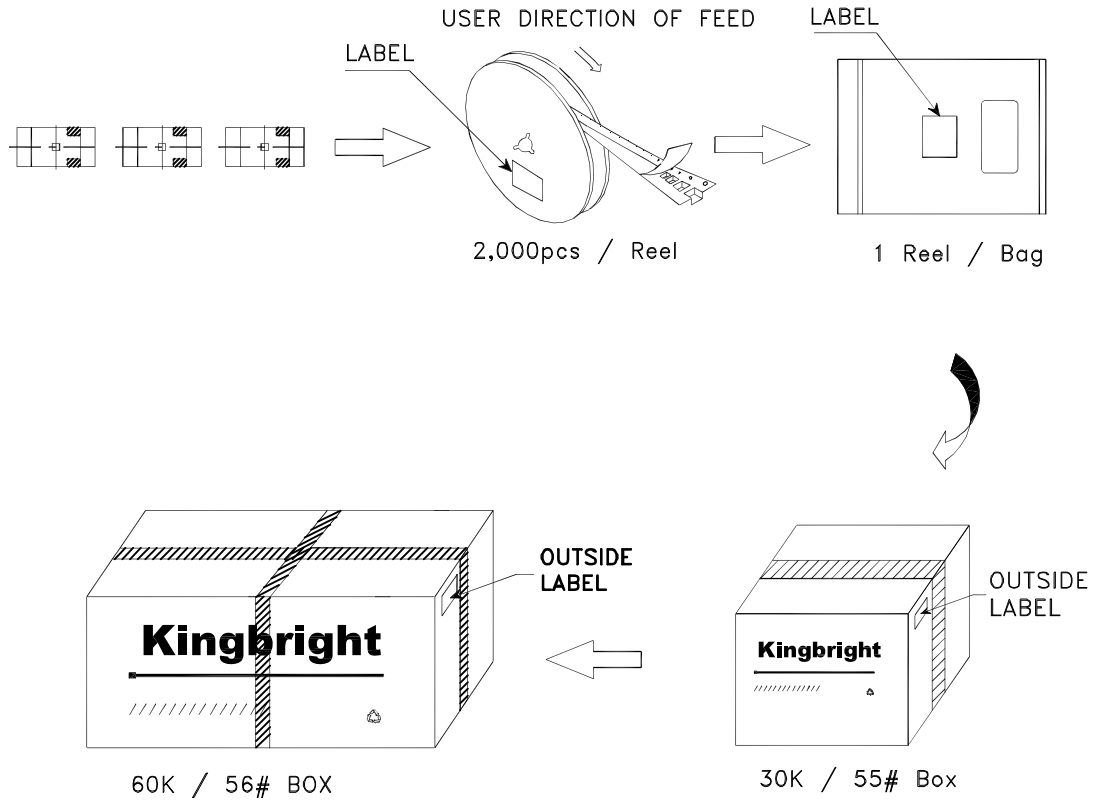 USER DIRECTION OF FEED
LABEL
LABEL
2,000pcs / Reel
1 Reel / Bag
OUTSIDE
LABEL
OUTSIDE
LABEL
Kingbright
Kingbright
60K / 56# BOX
30K / 55# Box